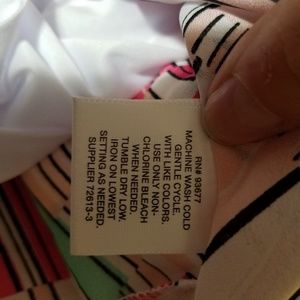 RN# 93677
MACHINE WASH COLD
GENTLE CYCLE,
WITH LIKE COLORS.
USE ONLY NON-
CHLORINE BLEACH
WHEN NEEDED.
TUMBLE DRY LOW.
IRON ON LOWEST
SETTING AS NEEDED.
SUPPLIER 72613-3